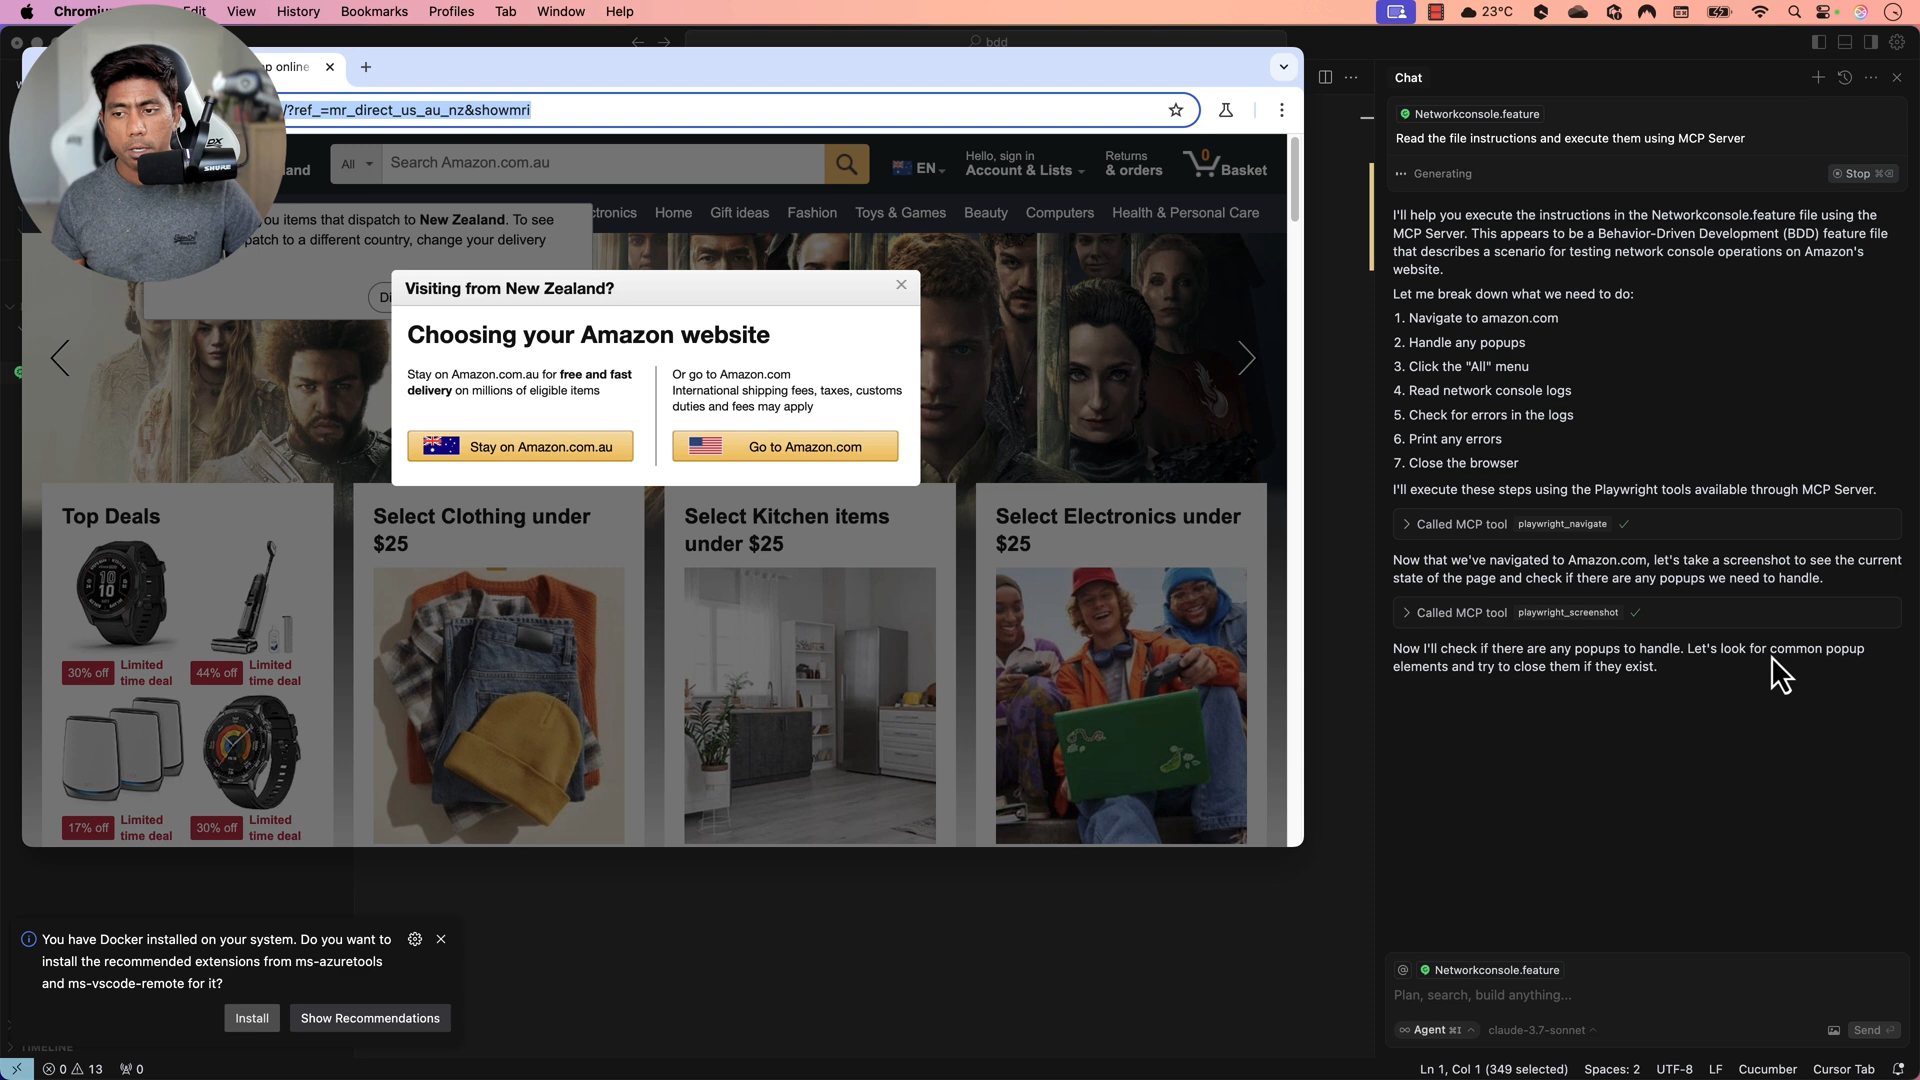 Edit View History Bookmarks Profiles Tab Window Help
23°C
bdd
op online
/?ref_=mr_direct_us_au_nz&showmri
All
Search Amazon.com.au
EN
Hello, sign in
Account & Lists
Returns
& orders
0
Basket
Home Gift ideas Fashion Toys & Games Beauty Computers Health & Personal Care
ou items that dispatch to New Zealand. To see
patch to a different country, change your delivery
Visiting from New Zealand?
Choosing your Amazon website
Stay on Amazon.com.au for free and fast
delivery on millions of eligible items
Stay on Amazon.com.au
Or go to Amazon.com
International shipping fees, taxes, customs
duties and fees may apply
Go to Amazon.com
Top Deals
30% off
Limited
time deal
44% off
Limited
time deal
17% off
Limited
time deal
30% off
Limited
time deal
Select Clothing under
$25
Select Kitchen items
under $25
Select Electronics under
$25
SHURE
You have Docker installed on your system. Do you want to
install the recommended extensions from ms-azuretools
and ms-vscode-remote for it?
Install
Show Recommendations
TIMELINE
Chat
Networkconsole.feature
Read the file instructions and execute them using MCP Server
Generating
Stop
I'll help you execute the instructions in the Networkconsole.feature file using the
MCP Server. This appears to be a Behavior-Driven Development (BDD) feature file
that describes a scenario for testing network console operations on Amazon's
website.
Let me break down what we need to do:
1. Navigate to amazon.com
2. Handle any popups
3. Click the "All" menu
4. Read network console logs
5. Check for errors in the logs
6. Print any errors
7. Close the browser
I'll execute these steps using the Playwright tools available through MCP Server.
Called MCP tool playwright_navigate
Now that we've navigated to Amazon.com, let's take a screenshot to see the current
state of the page and check if there are any popups we need to handle.
Called MCP tool playwright_screenshot
Now I'll check if there are any popups to handle. Let's look for common popup
elements and try to close them if they exist.
@ Networkconsole.feature
Plan, search, build anything...
Agent ⌘I
claude-3.7-sonnet
Send
0 13 0
Ln 1, Col 1 (349 selected) Spaces: 2 UTF-8 LF Cucumber Cursor Tab